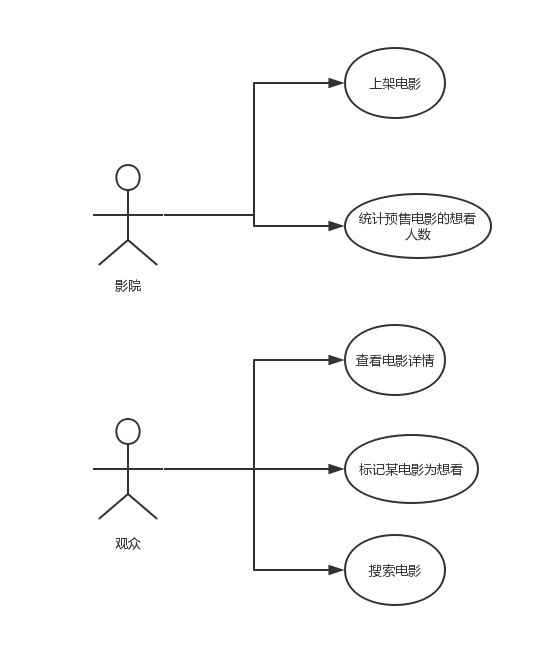 上架电影
统计预售电影的想看
人数
影院
查看电影详情
标记某电影为想看
观众
搜索电影